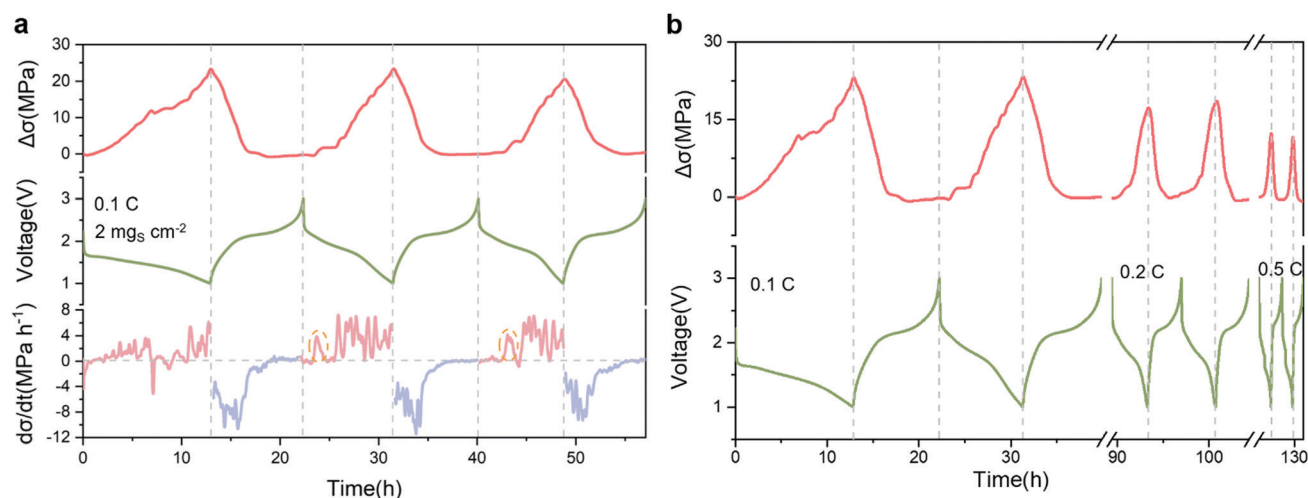 a
30
20
10
0
Δσ(MPa)
3
2
1
Voltage(V)
0.1 C
2 mgS cm-2
8
4
0
-4
-8
-12
dσ/dt(MPa h-1)
0 10 20 30 40 50
Time(h)
b
30
15
0
Δσ(MPa)
3
2
1
Voltage(V)
0.1 C 0.2 C 0.5 C
0 10 20 30 90 100 130
Time(h)